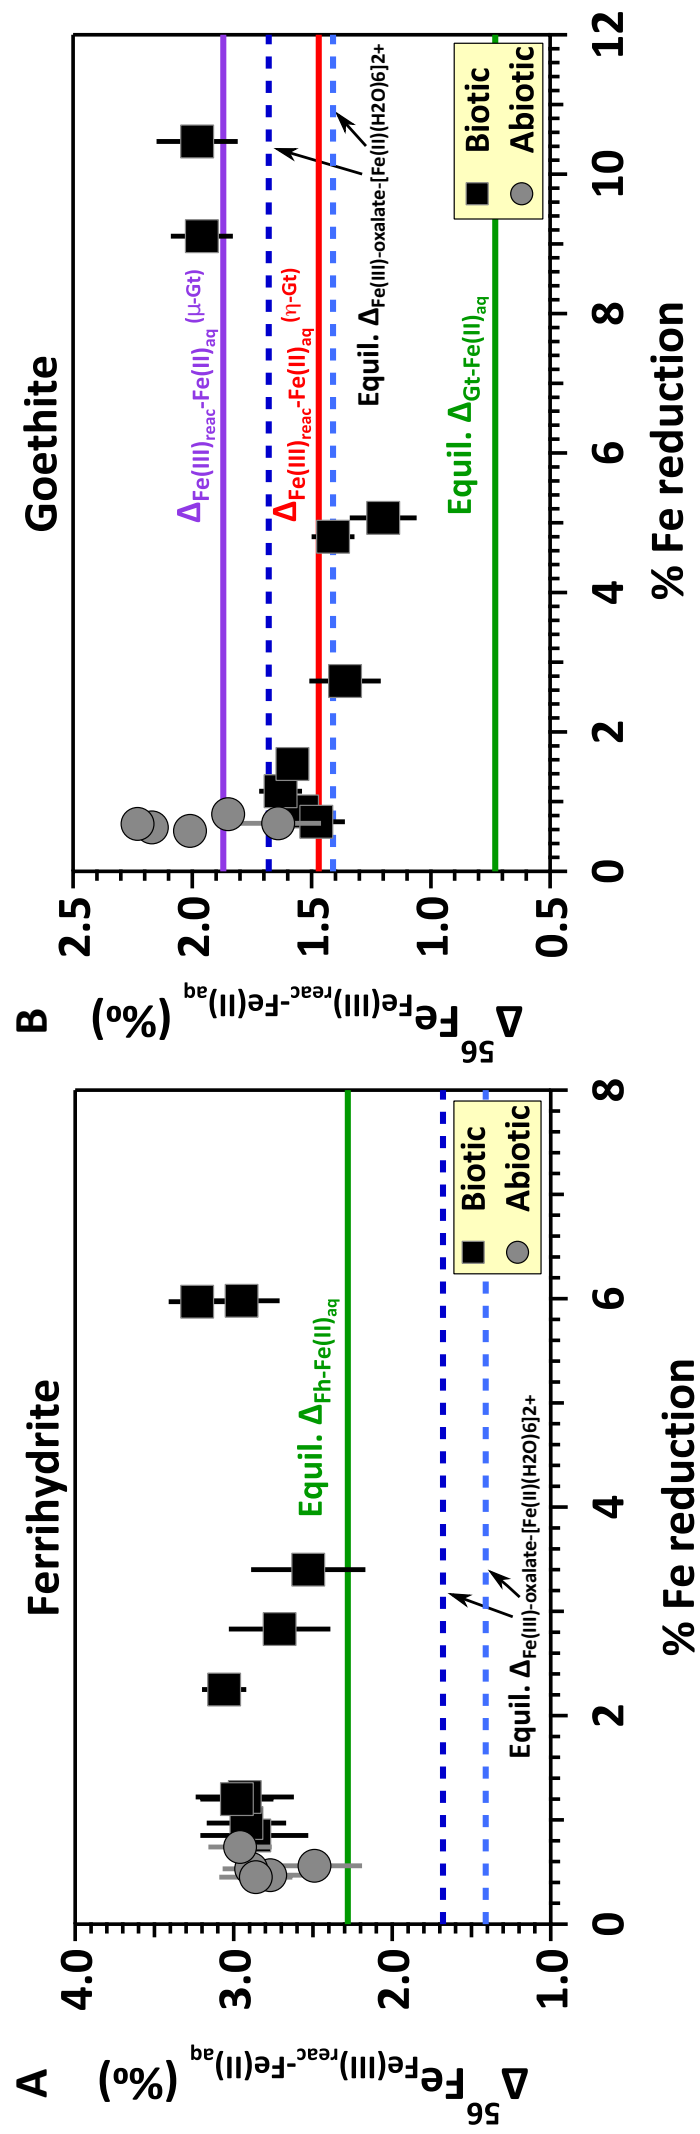 A
Ferrihydrite
Δ56FeFe(III)reac-Fe(II)aq (‰)
4.0
3.0
2.0
1.0
Equil. ΔFh-Fe(II)aq
Equil. ΔFe(III)-oxalate-[Fe(II)(H2O)6]2+
Biotic
Abiotic
0
2
4
6
8
% Fe reduction
B
Goethite
Δ56FeFe(III)reac-Fe(II)aq (‰)
2.5
2.0
1.5
1.0
0.5
ΔFe(III)reac-Fe(II)aq (μ-Gt)
ΔFe(III)reac-Fe(II)aq (η-Gt)
Equil. ΔFe(III)-oxalate-[Fe(II)(H2O)6]2+
Equil. ΔGt-Fe(II)aq
Biotic
Abiotic
0
2
4
6
8
10
12
% Fe reduction